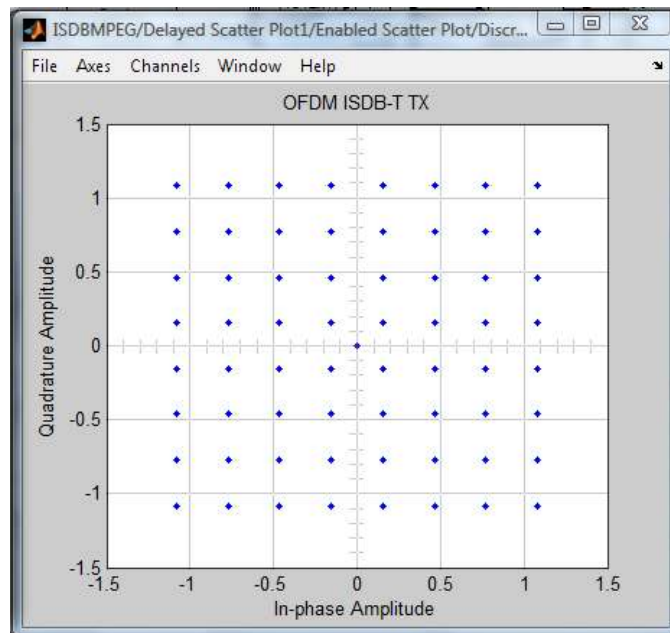 ISDBMPEG/Delayed Scatter Plot1/Enabled Scatter Plot/Discr...
File Axes Channels Window Help
OFDM ISDB-T TX
1.5
1
0.5
0
-0.5
-1
-1.5
Quadrature Amplitude
-1.5 -1 -0.5 0 0.5 1 1.5
In-phase Amplitude